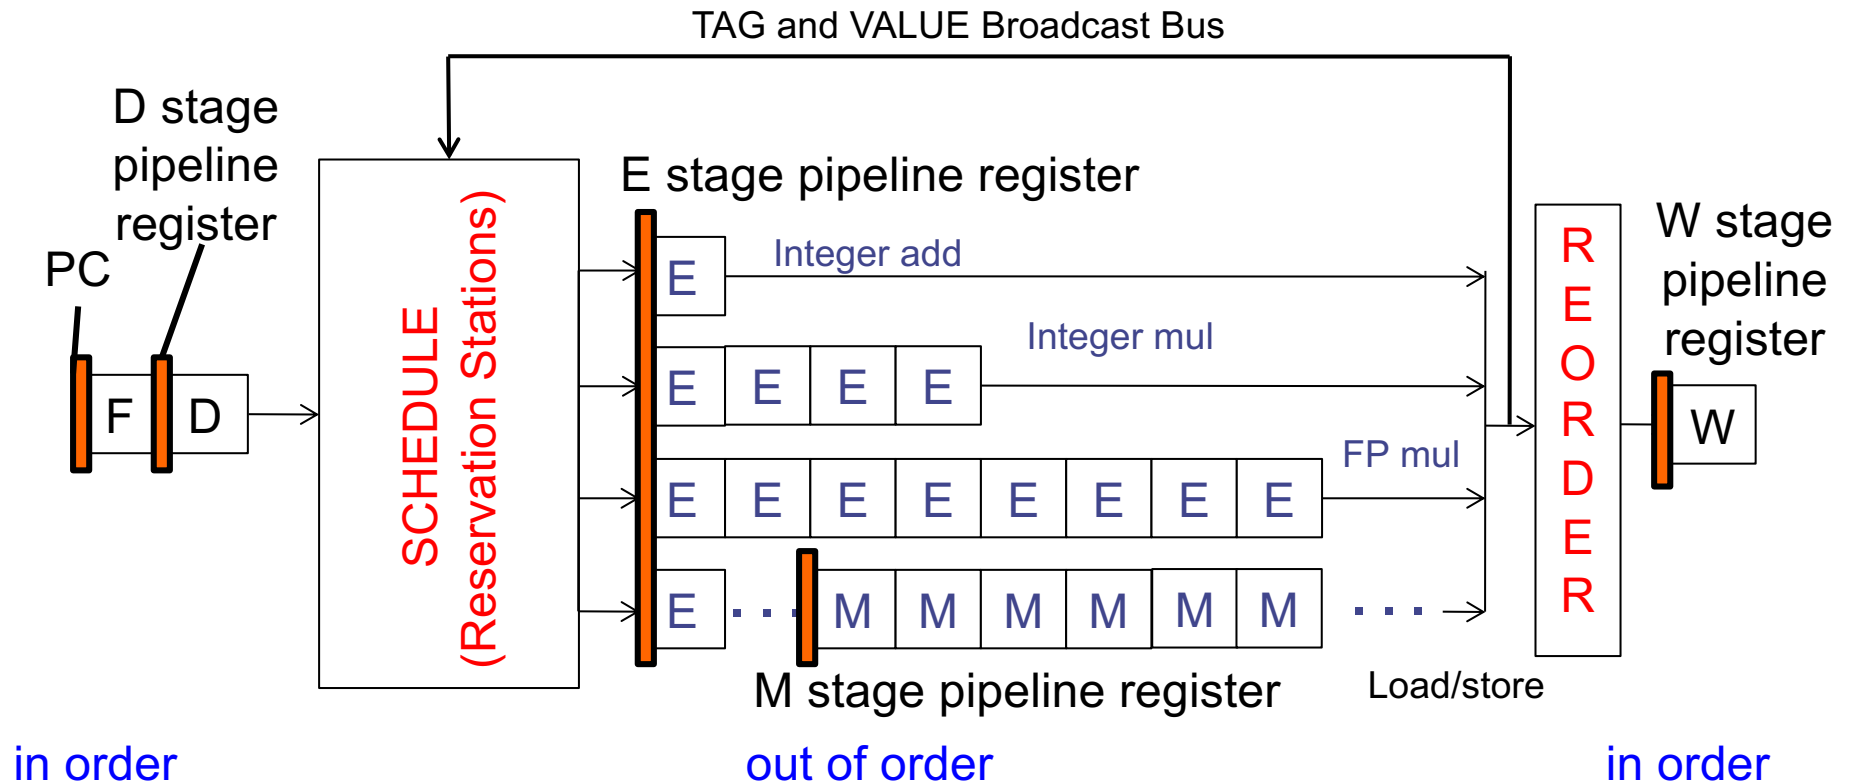 TAG and VALUE Broadcast Bus
D stage
pipeline
register
PC
F
D
SCHEDULE
(Reservation Stations)
E stage pipeline register
E
Integer add
E E E E
Integer mul
E E E E E E E E
FP mul
E . . . M M M M M M . . .
M stage pipeline register
Load/store
R
E
O
R
D
E
R
W stage
pipeline
register
W
in order
out of order
in order